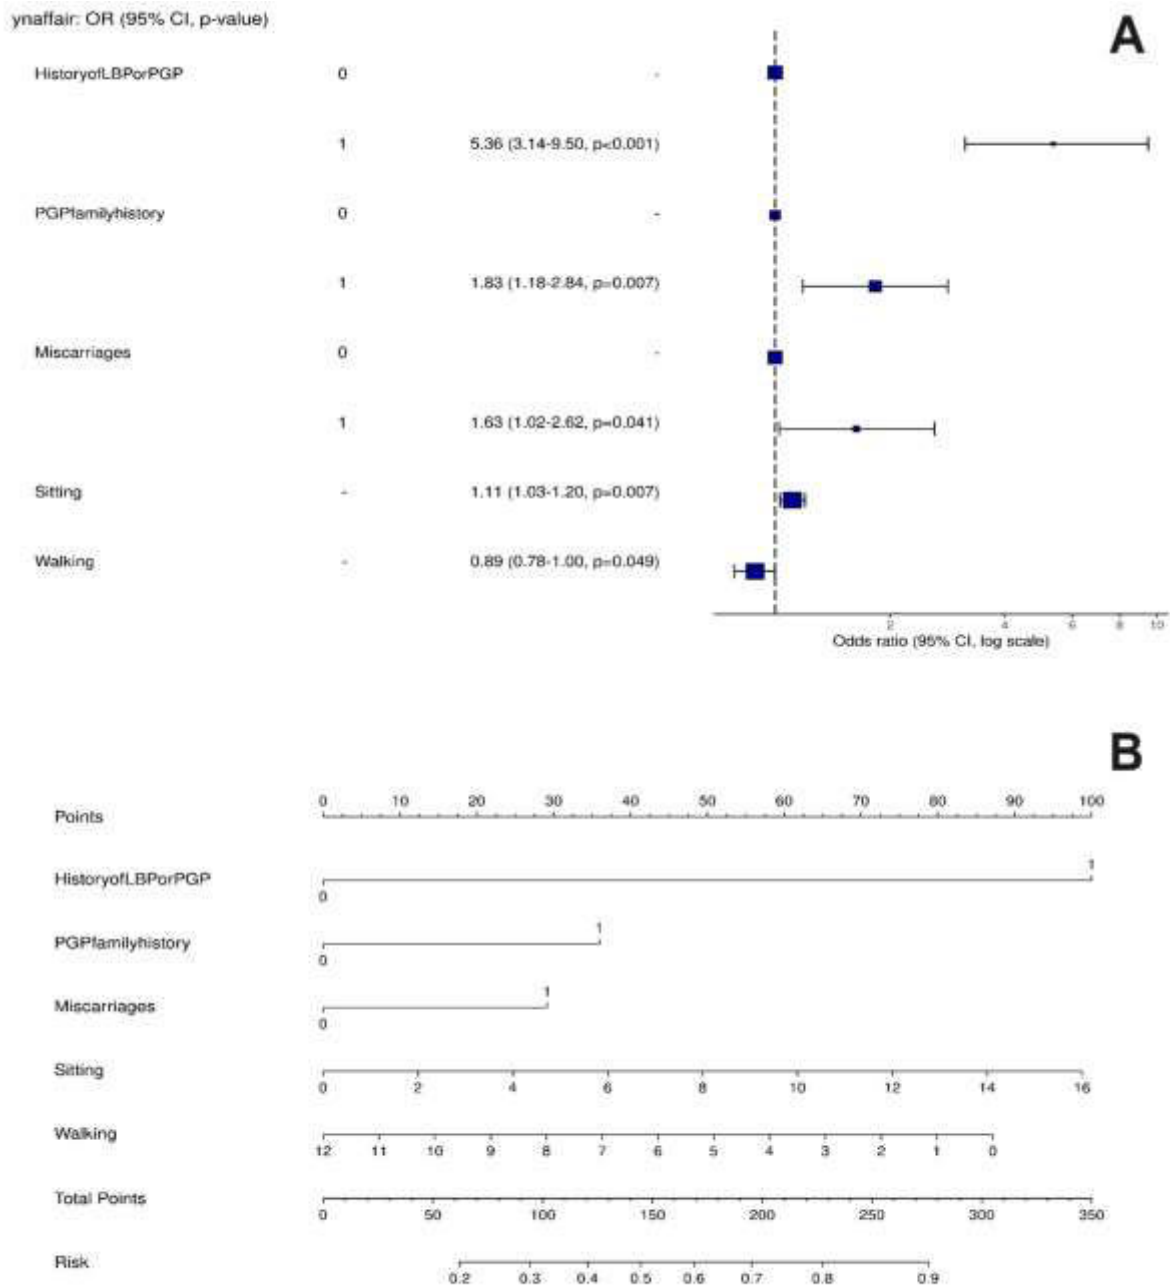 ynaffair: OR (95% CI, p-value)
A
HistoryofLBPorPGP 0 -
1 5.36 (3.14-9.50, p<0.001)
PGPfamilyhistory 0 -
1 1.83 (1.18-2.84, p=0.007)
Miscarriages 0 -
1 1.63 (1.02-2.62, p=0.041)
Sitting - 1.11 (1.03-1.20, p=0.007)
Walking - 0.89 (0.78-1.00, p=0.049)
2 4 6 8 10
Odds ratio (95% CI, log scale)
B
0 10 20 30 40 50 60 70 80 90 100
Points
1
HistoryofLBPorPGP
0
1
PGPfamilyhistory
0
1
Miscarriages
0
Sitting
0 2 4 6 8 10 12 14 16
Walking
12 11 10 9 8 7 6 5 4 3 2 1 0
Total Points
0 50 100 150 200 250 300 350
Risk
0.2 0.3 0.4 0.5 0.6 0.7 0.8 0.9